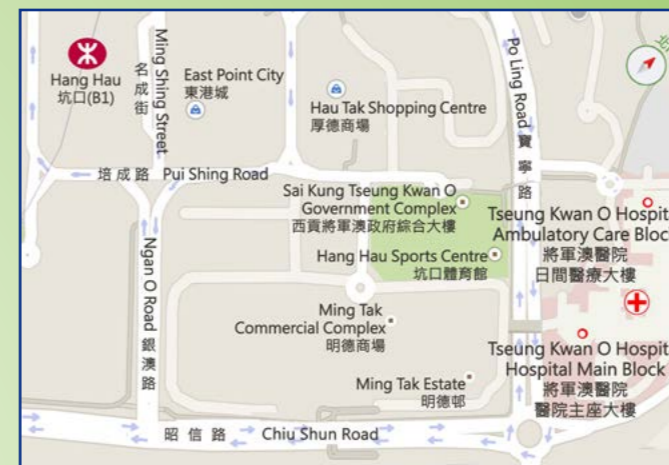 Hang Hau
坑口(B1)
Ming Shing Street
名成街
East Point City
東港城
Hau Tak Shopping Centre
厚德商場
Po Ling Road 寶寧路
北
培成路 Pui Shing Road
Sai Kung Tseung Kwan O
Government Complex
西貢將軍澳政府綜合大樓
Hang Hau Sports Centre
坑口體育館
Tseung Kwan O Hospit
Ambulatory Care Bloc
將軍澳醫院
日間醫療大樓
Ngan O Road 銀澳路
Ming Tak
Commercial Complex
明德商場
Ming Tak Estate
明德邨
Tseung Kwan O Hospit
Hospital Main Block
將軍澳醫院
醫院主座大樓
昭信路 Chiu Shun Road